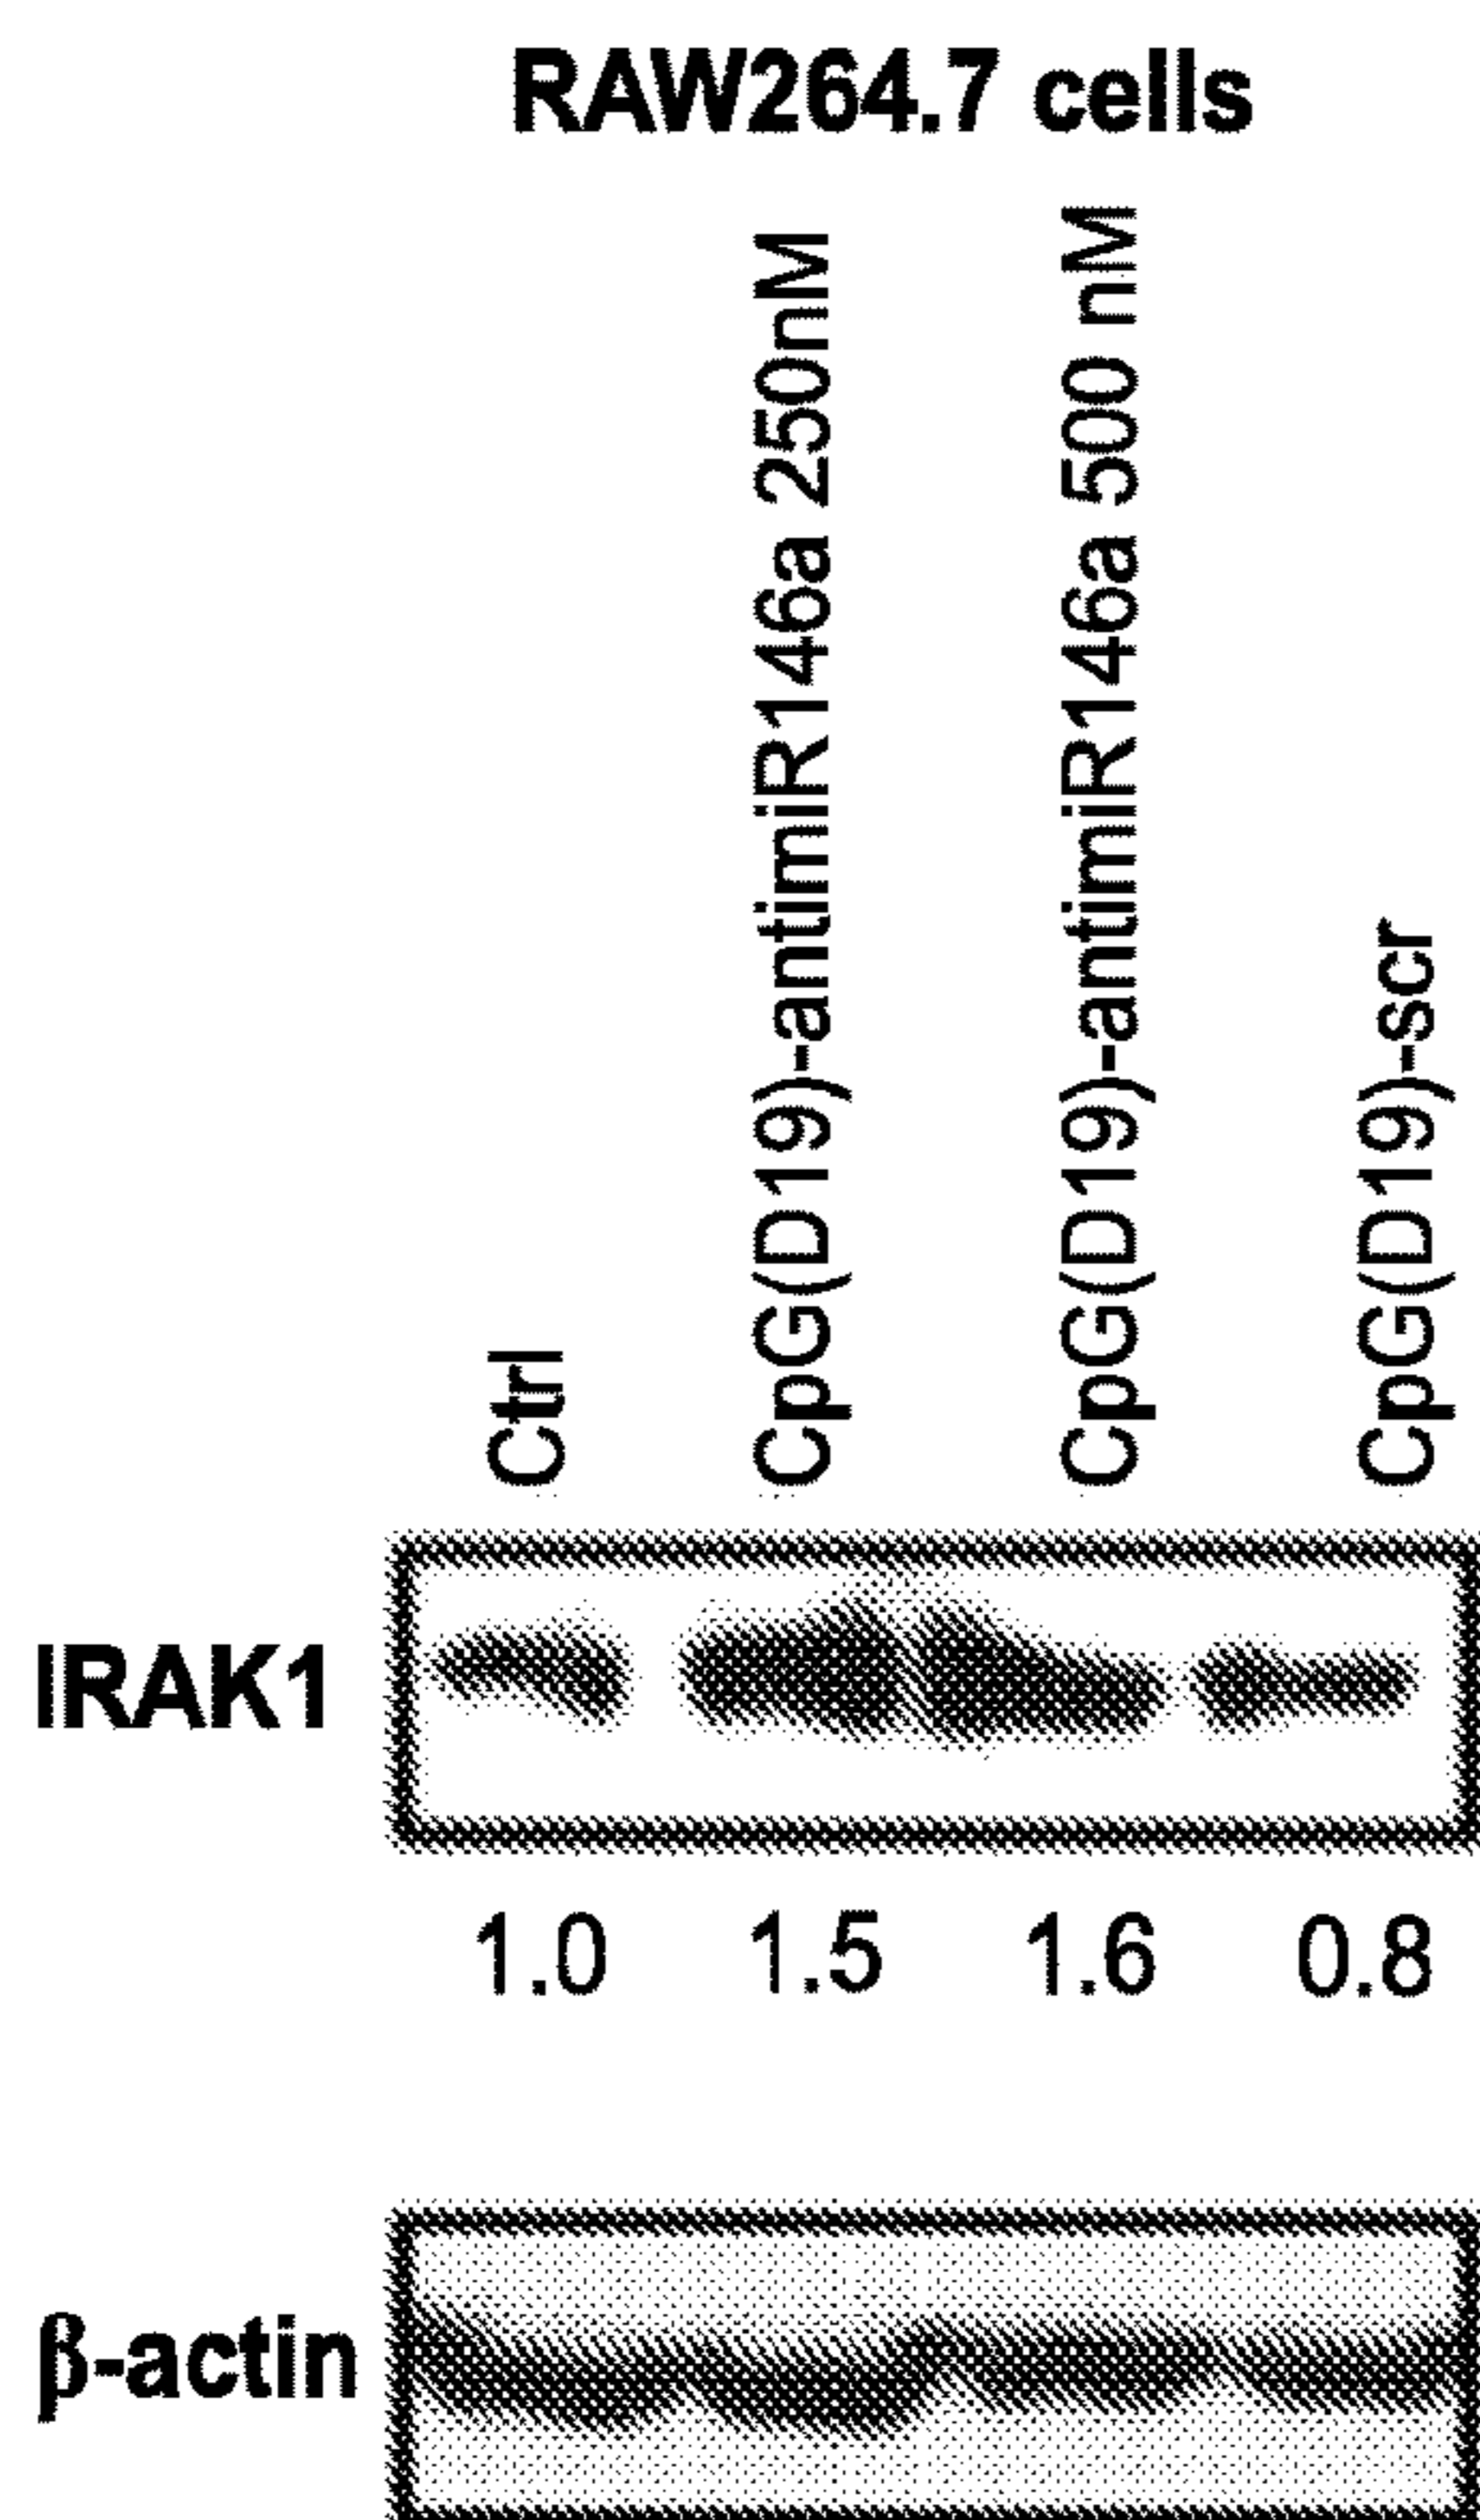 RAW264.7 cells
Ctrl
CpG(D19)-antimiR146a 250nM
CpG(D19)-antimiR146a 500 nM
CpG(D19)-scr
IRAK1
1.0 1.5 1.6 0.8
β-actin